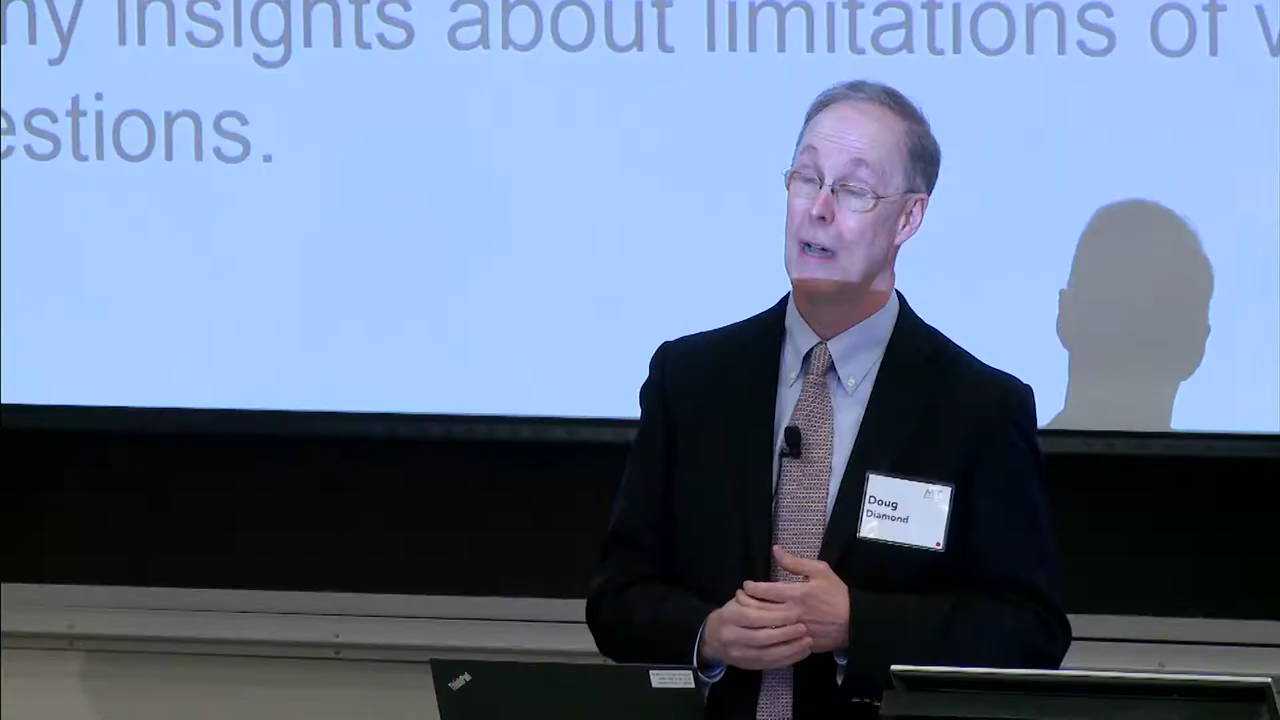 ny insights about limitations of v
estions.
Doug
Diamond
ThinkPad